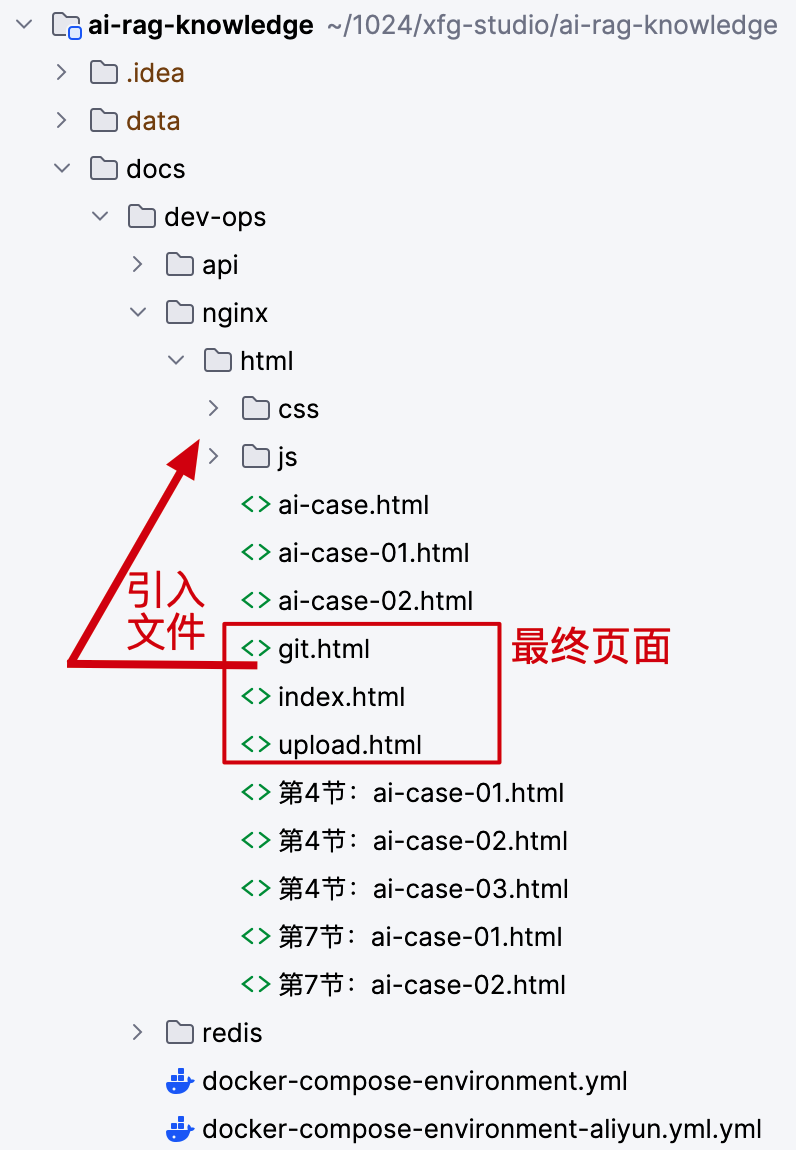 ai-rag-knowledge ~/1024/xfg-studio/ai-rag-knowledge
.idea
data
docs
dev-ops
api
nginx
html
css
js
ai-case.html
ai-case-01.html
ai-case-02.html
引入
文件
git.html
最终页面
index.html
upload.html
第4节：ai-case-01.html
第4节：ai-case-02.html
第4节：ai-case-03.html
第7节：ai-case-01.html
第7节：ai-case-02.html
redis
docker-compose-environment.yml
docker-compose-environment-aliyun.yml.yml